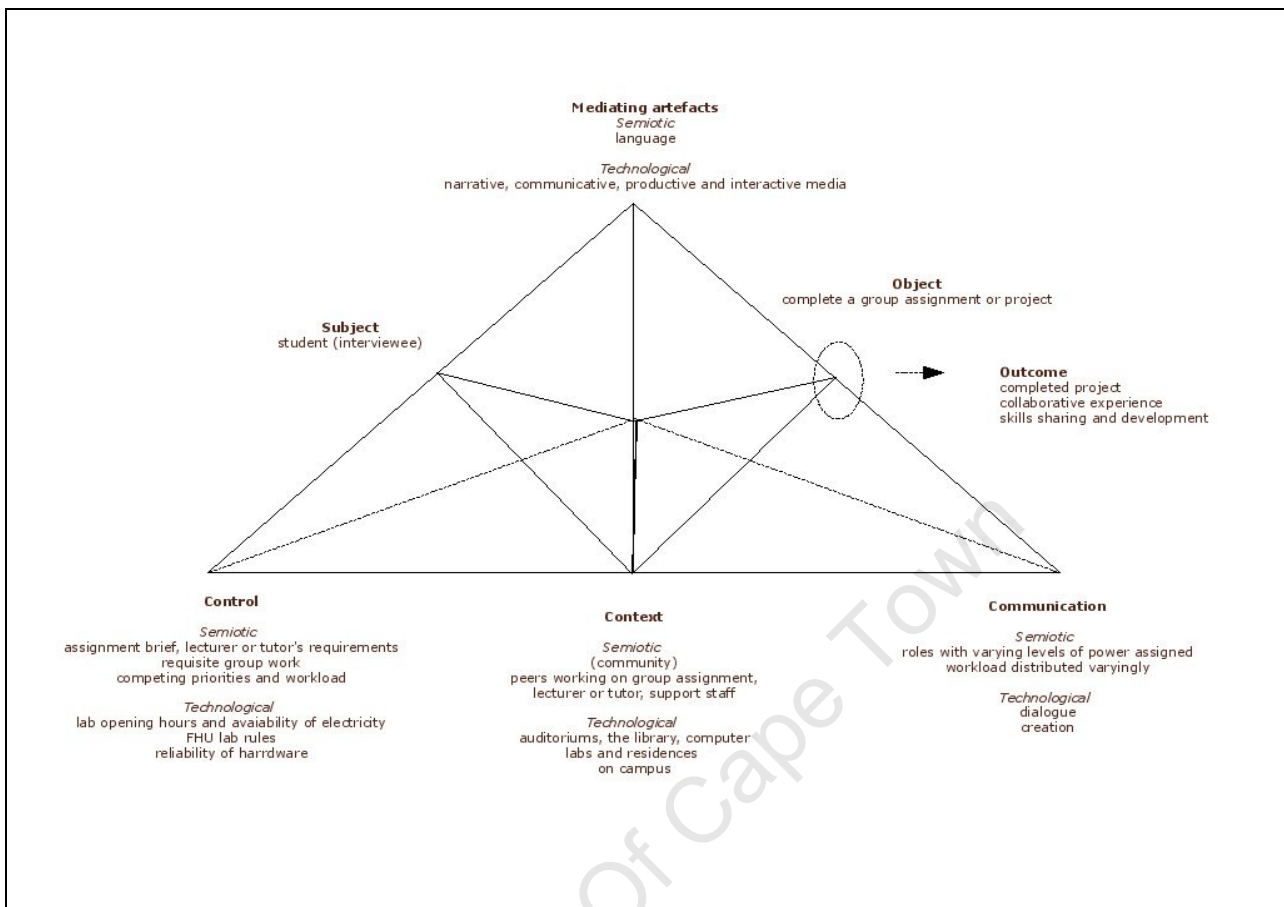 Mediating artefacts
Semiotic
language
Technological
narrative, communicative, productive and interactive media
Object
complete a group assignment or project
Subject
student (interviewee)
Outcome
completed project
collaborative experience
skills sharing and development
Control
Semiotic
assignment brief, lecturer or tutor's requirements
requisite group work
competing priorities and workload
Technological
lab opening hours and avaiability of electricity
FHU lab rules
reliability of harrdware
Context
Semiotic
(community)
peers working on group assignment,
lecturer or tutor, support staff
Technological
auditoriums, the library, computer
labs and residences
on campus
Communication
Semiotic
roles with varying levels of power assigned
workload distributed varyingly
Technological
dialogue
creation
Of Cape Town